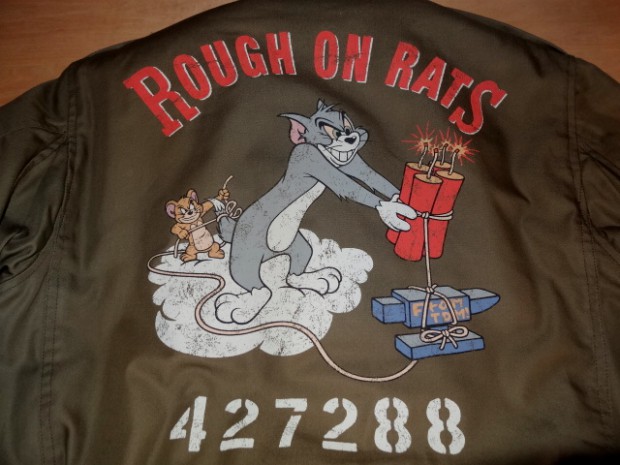 ROUGH ON RATS
FROM
TOM!
427288